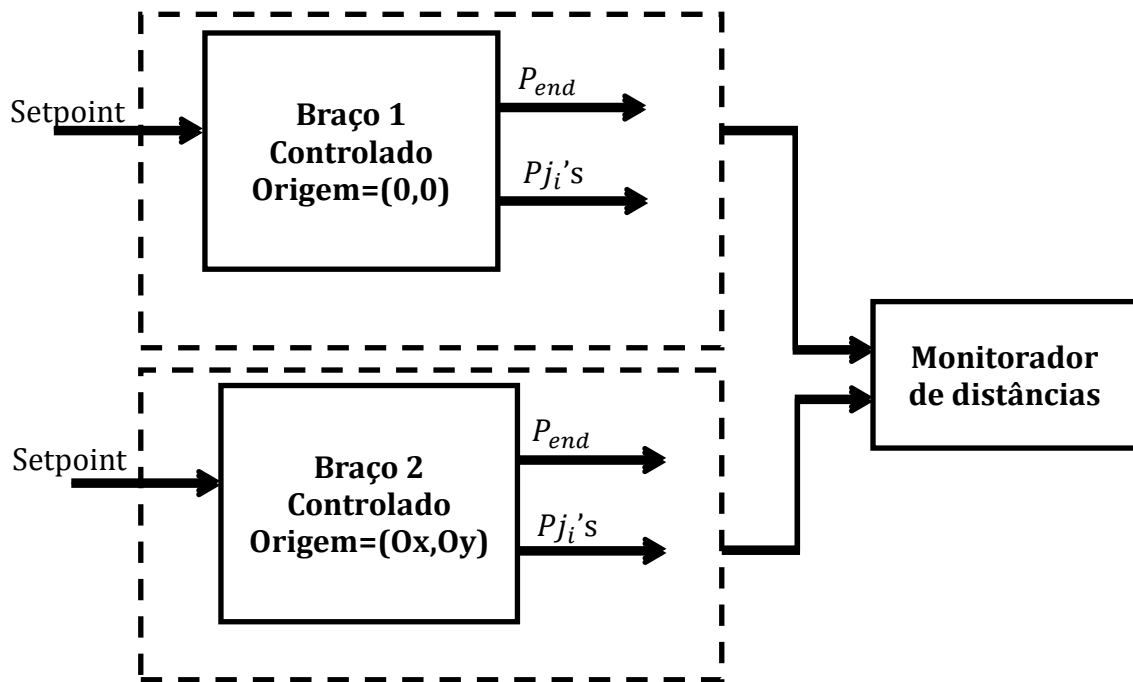 Setpoint
Braço 1
Controlado
Origem=(0,0)
P_end
Pj_i's
Monitorador
de distâncias
Setpoint
Braço 2
Controlado
Origem=(Ox,Oy)
P_end
Pj_i's